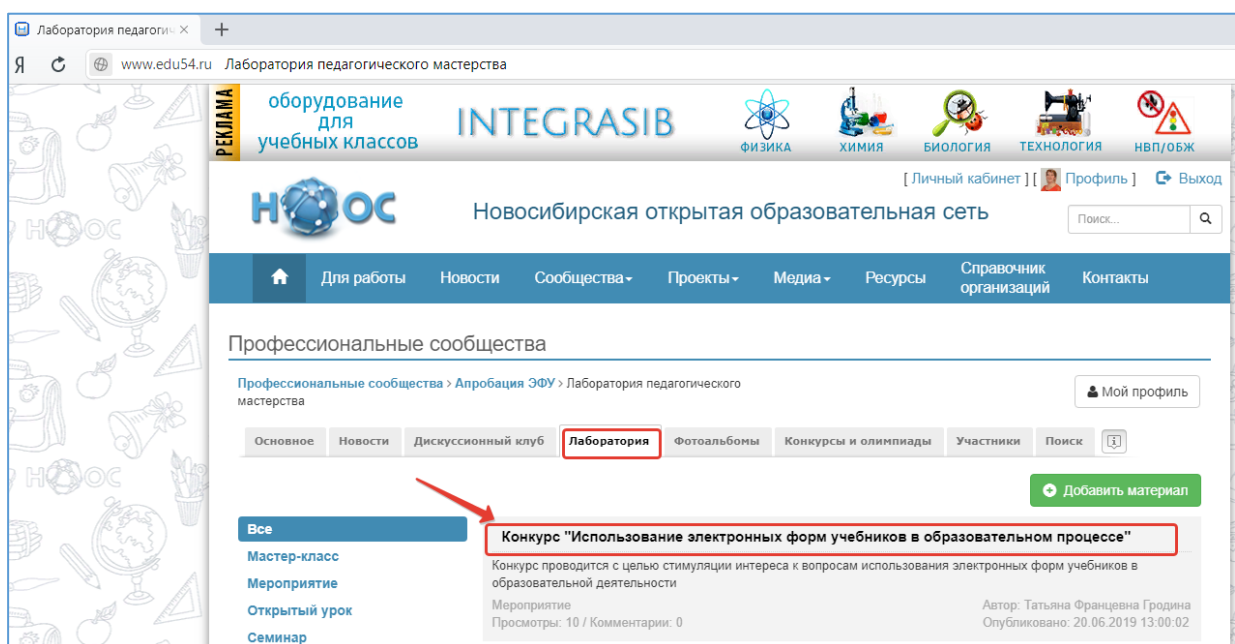 Лаборатория педагогич
Я www.edu54.ru Лаборатория педагогического мастерства
РЕКЛАМА
оборудование
для
учебных классов
INTEGRASIB
ФИЗИКА ХИМИЯ БИОЛОГИЯ ТЕХНОЛОГИЯ НВП/ОБЖ
[ Личный кабинет ] [ Профиль ] Выход
НООС
Новосибирская открытая образовательная сеть
Поиск...
Для работы Новости Сообщества Проекты Медиа Ресурсы Справочник организаций Контакты
Профессиональные сообщества
Профессиональные сообщества › Апробация ЭФУ › Лаборатория педагогического
мастерства
Мой профиль
Основное Новости Дискуссионный клуб Лаборатория Фотоальбомы Конкурсы и олимпиады Участники Поиск
Добавить материал
Все
Мастер-класс
Мероприятие
Открытый урок
Семинар
Конкурс "Использование электронных форм учебников в образовательном процессе"
Конкурс проводится с целью стимуляции интереса к вопросам использования электронных форм учебников в
образовательной деятельности
Мероприятие
Просмотры: 10 / Комментарии: 0
Автор: Татьяна Францевна Гродина
Опубликовано: 20.06.2019 13:00:02